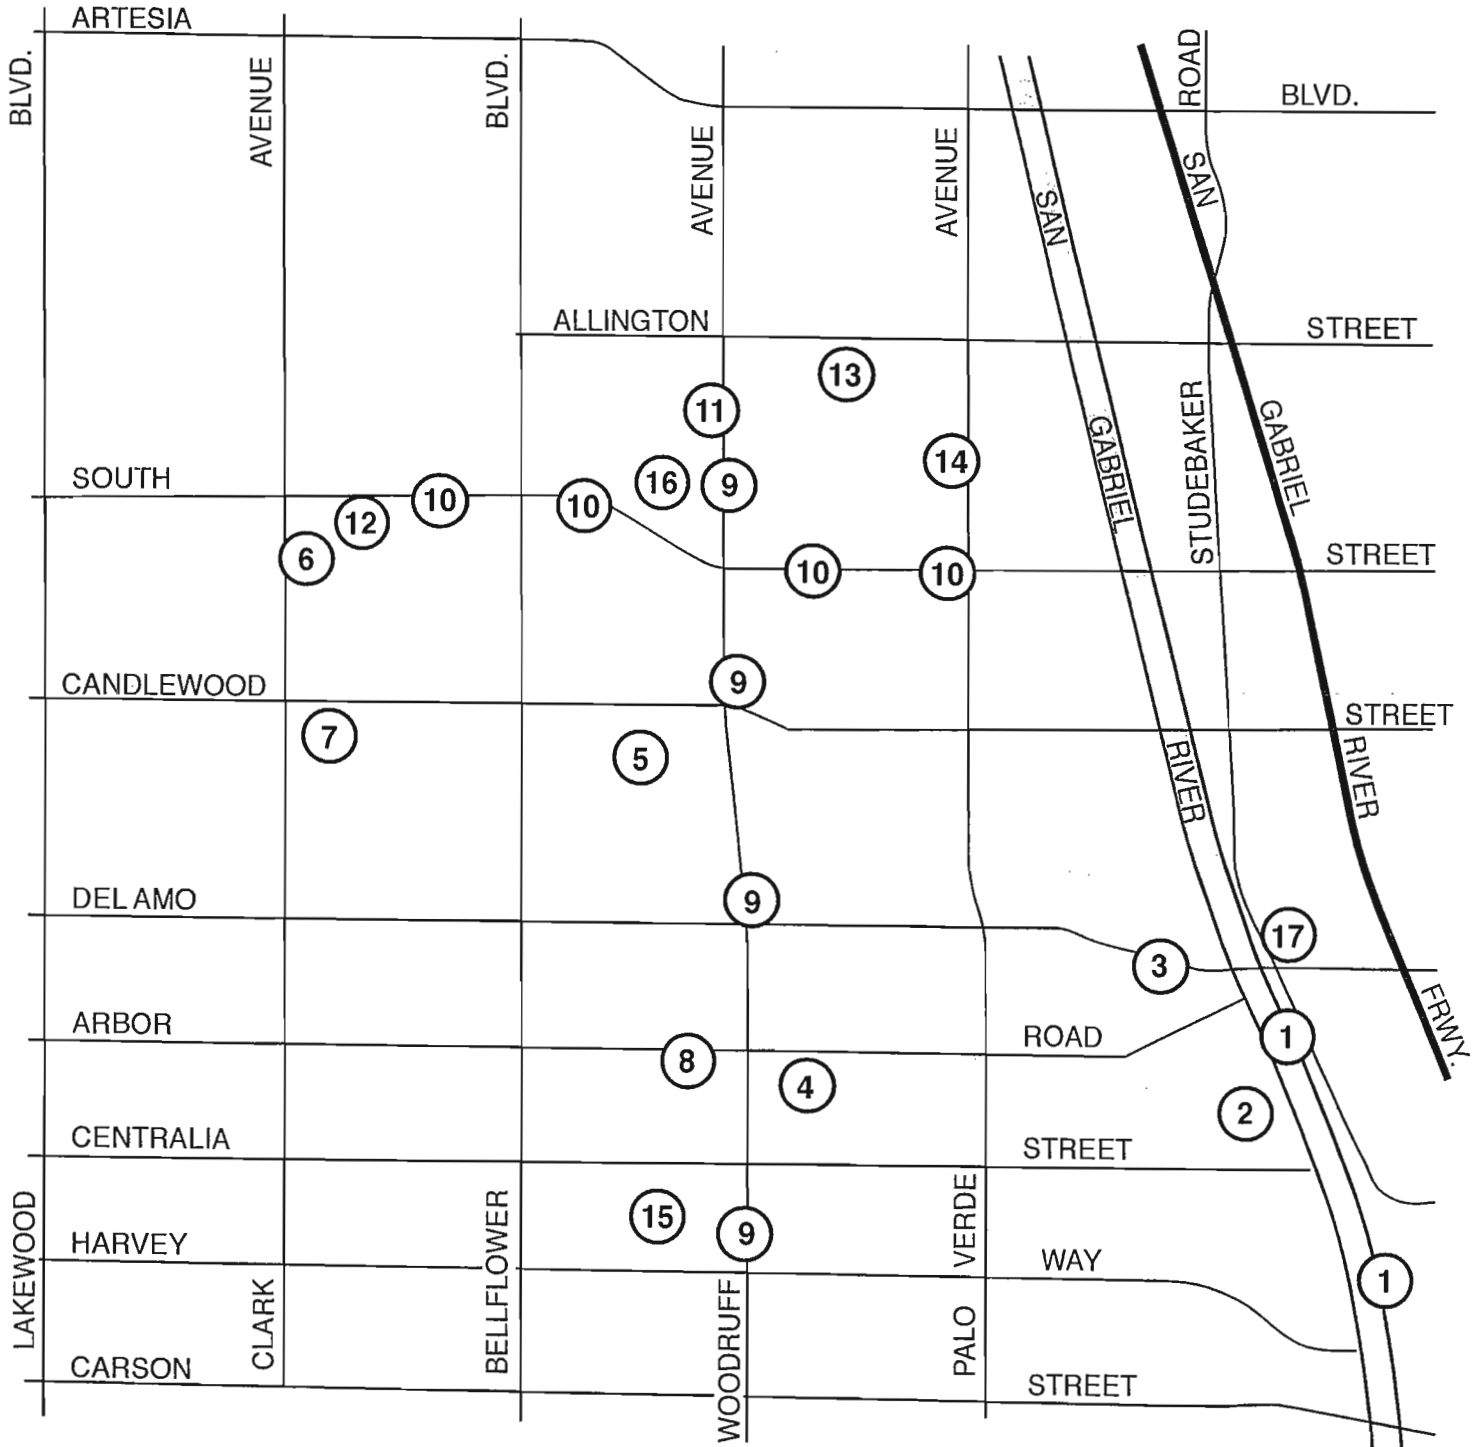 ARTESIA
BLVD.
BLVD.
AVENUE
BLVD.
AVENUE
AVENUE
ROAD
SAN
SAN
ALLINGTON
STREET
13
11
GABRIEL
GABRIEL
STUDEBAKER
14
SOUTH
16
9
10
10
12
6
STREET
10
10
CANDLEWOOD
9
STREET
7
5
RIVER
RIVER
DEL AMO
9
17
3
FRWY.
ARBOR
ROAD
1
8
4
2
CENTRALIA
STREET
15
9
HARVEY
WAY
1
LAKEWOOD
CLARK
BELLFLOWER
WOODRUFF
PALO VERDE
CARSON
STREET